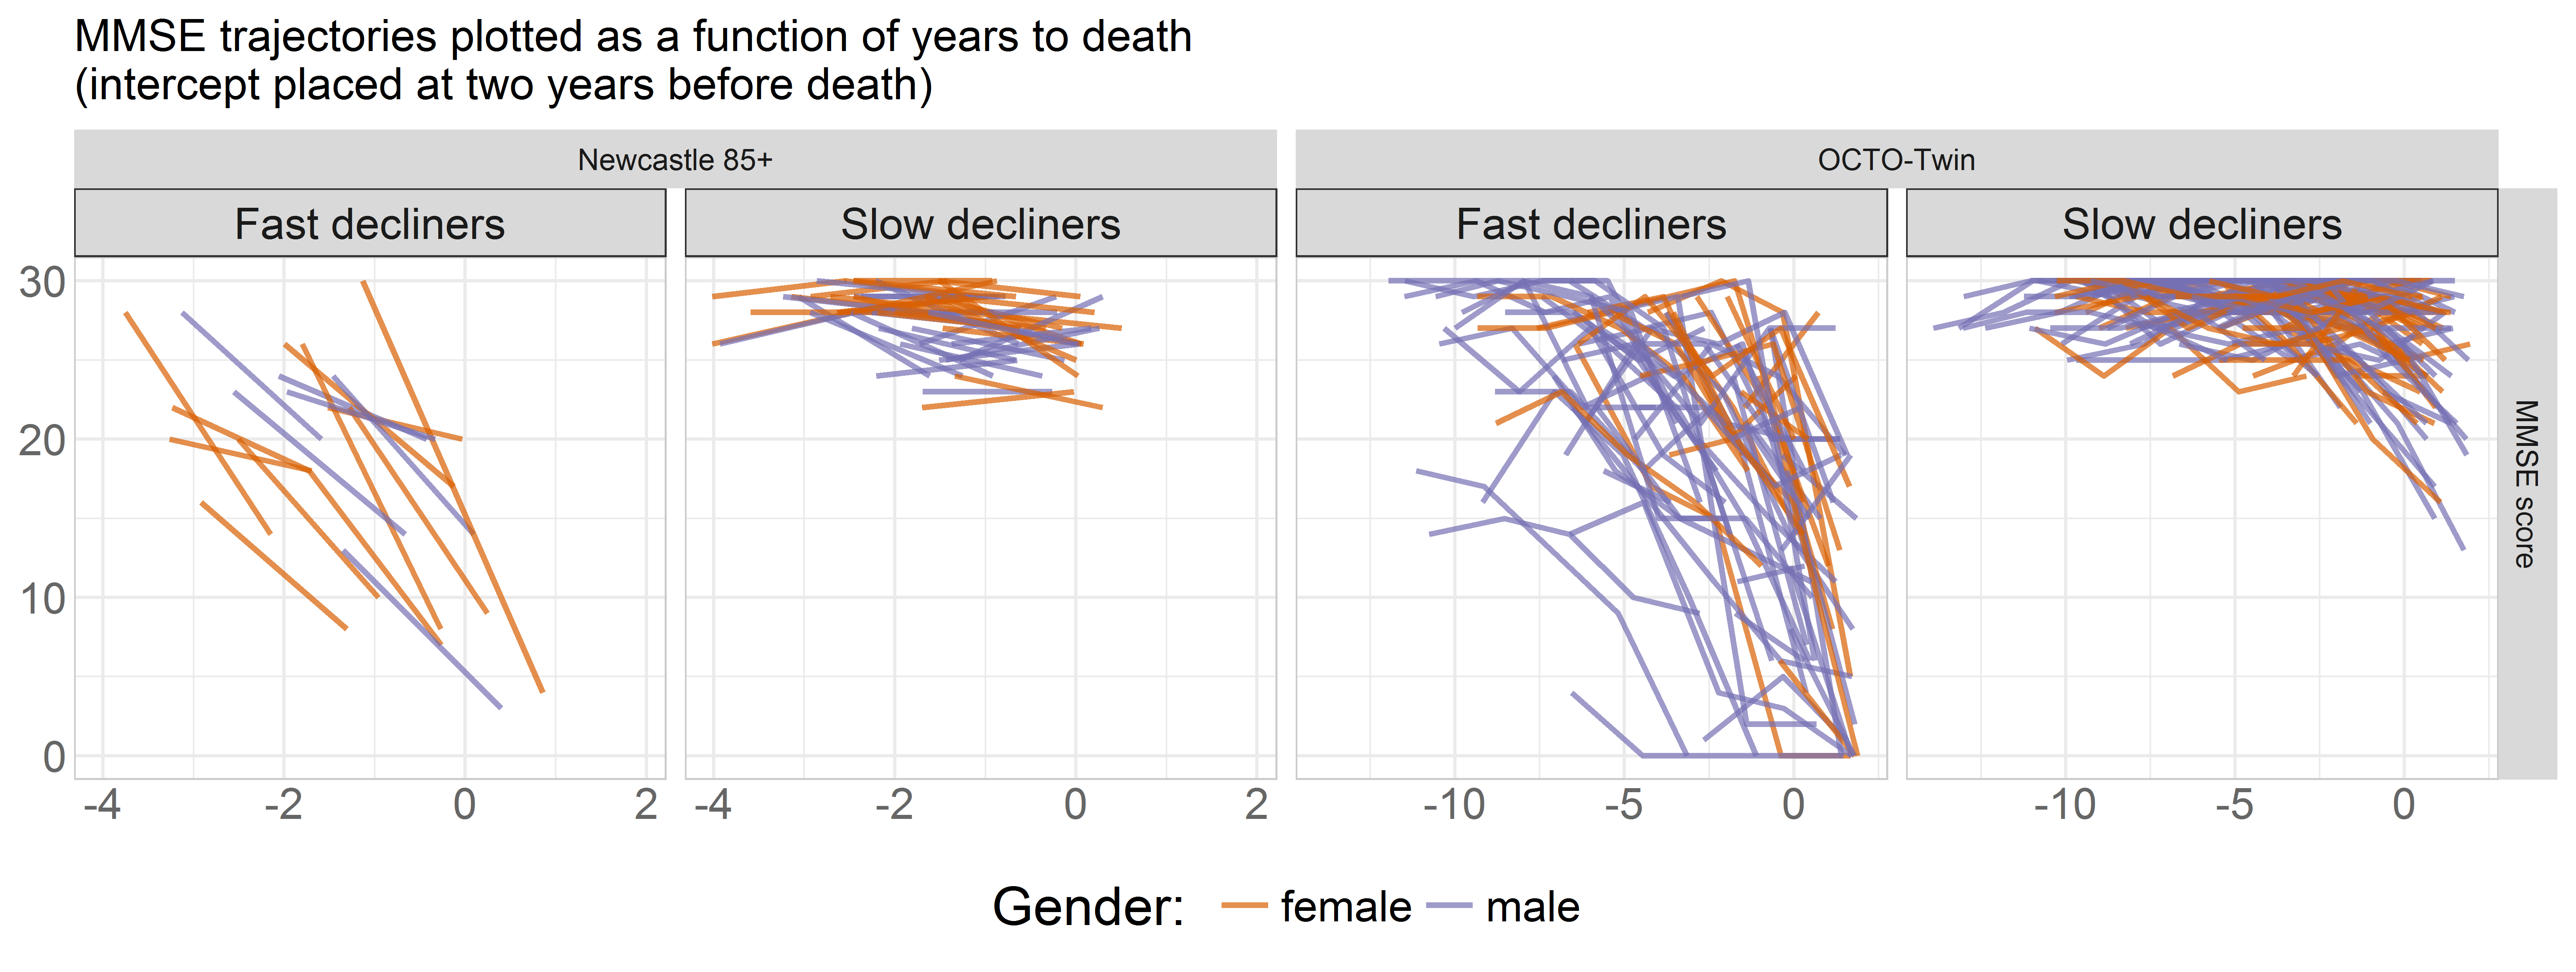 MMSE trajectories plotted as a function of years to death
(intercept placed at two years before death)
Newcastle 85+
OCTO-Twin
Fast decliners
Slow decliners
Fast decliners
Slow decliners
30
20
10
0
MMSE score
-4 -2 0 2
-4 -2 0 2
-10 -5 0
-10 -5 0
Gender: female male